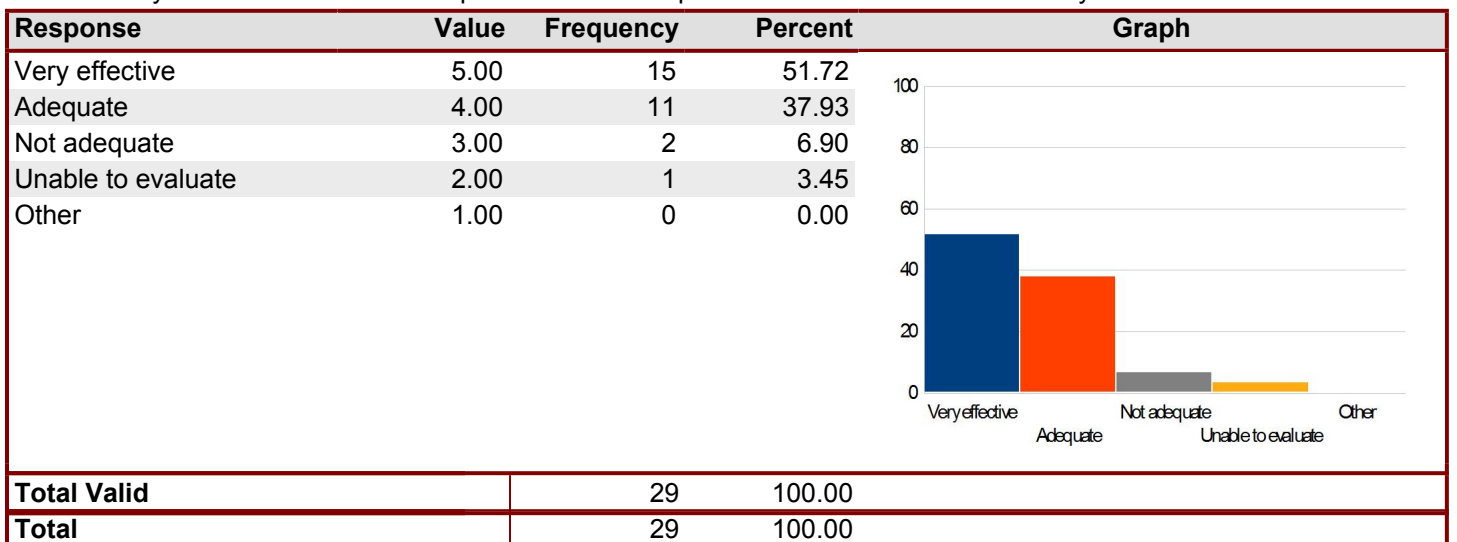 Response Value Frequency Percent Graph
Very effective 5.00 15 51.72
Adequate 4.00 11 37.93
Not adequate 3.00 2 6.90
Unable to evaluate 2.00 1 3.45
Other 1.00 0 0.00
100
80
60
40
20
0
Very effective Not adequate Other
Adequate Unable to evaluate
Total Valid 29 100.00
Total 29 100.00